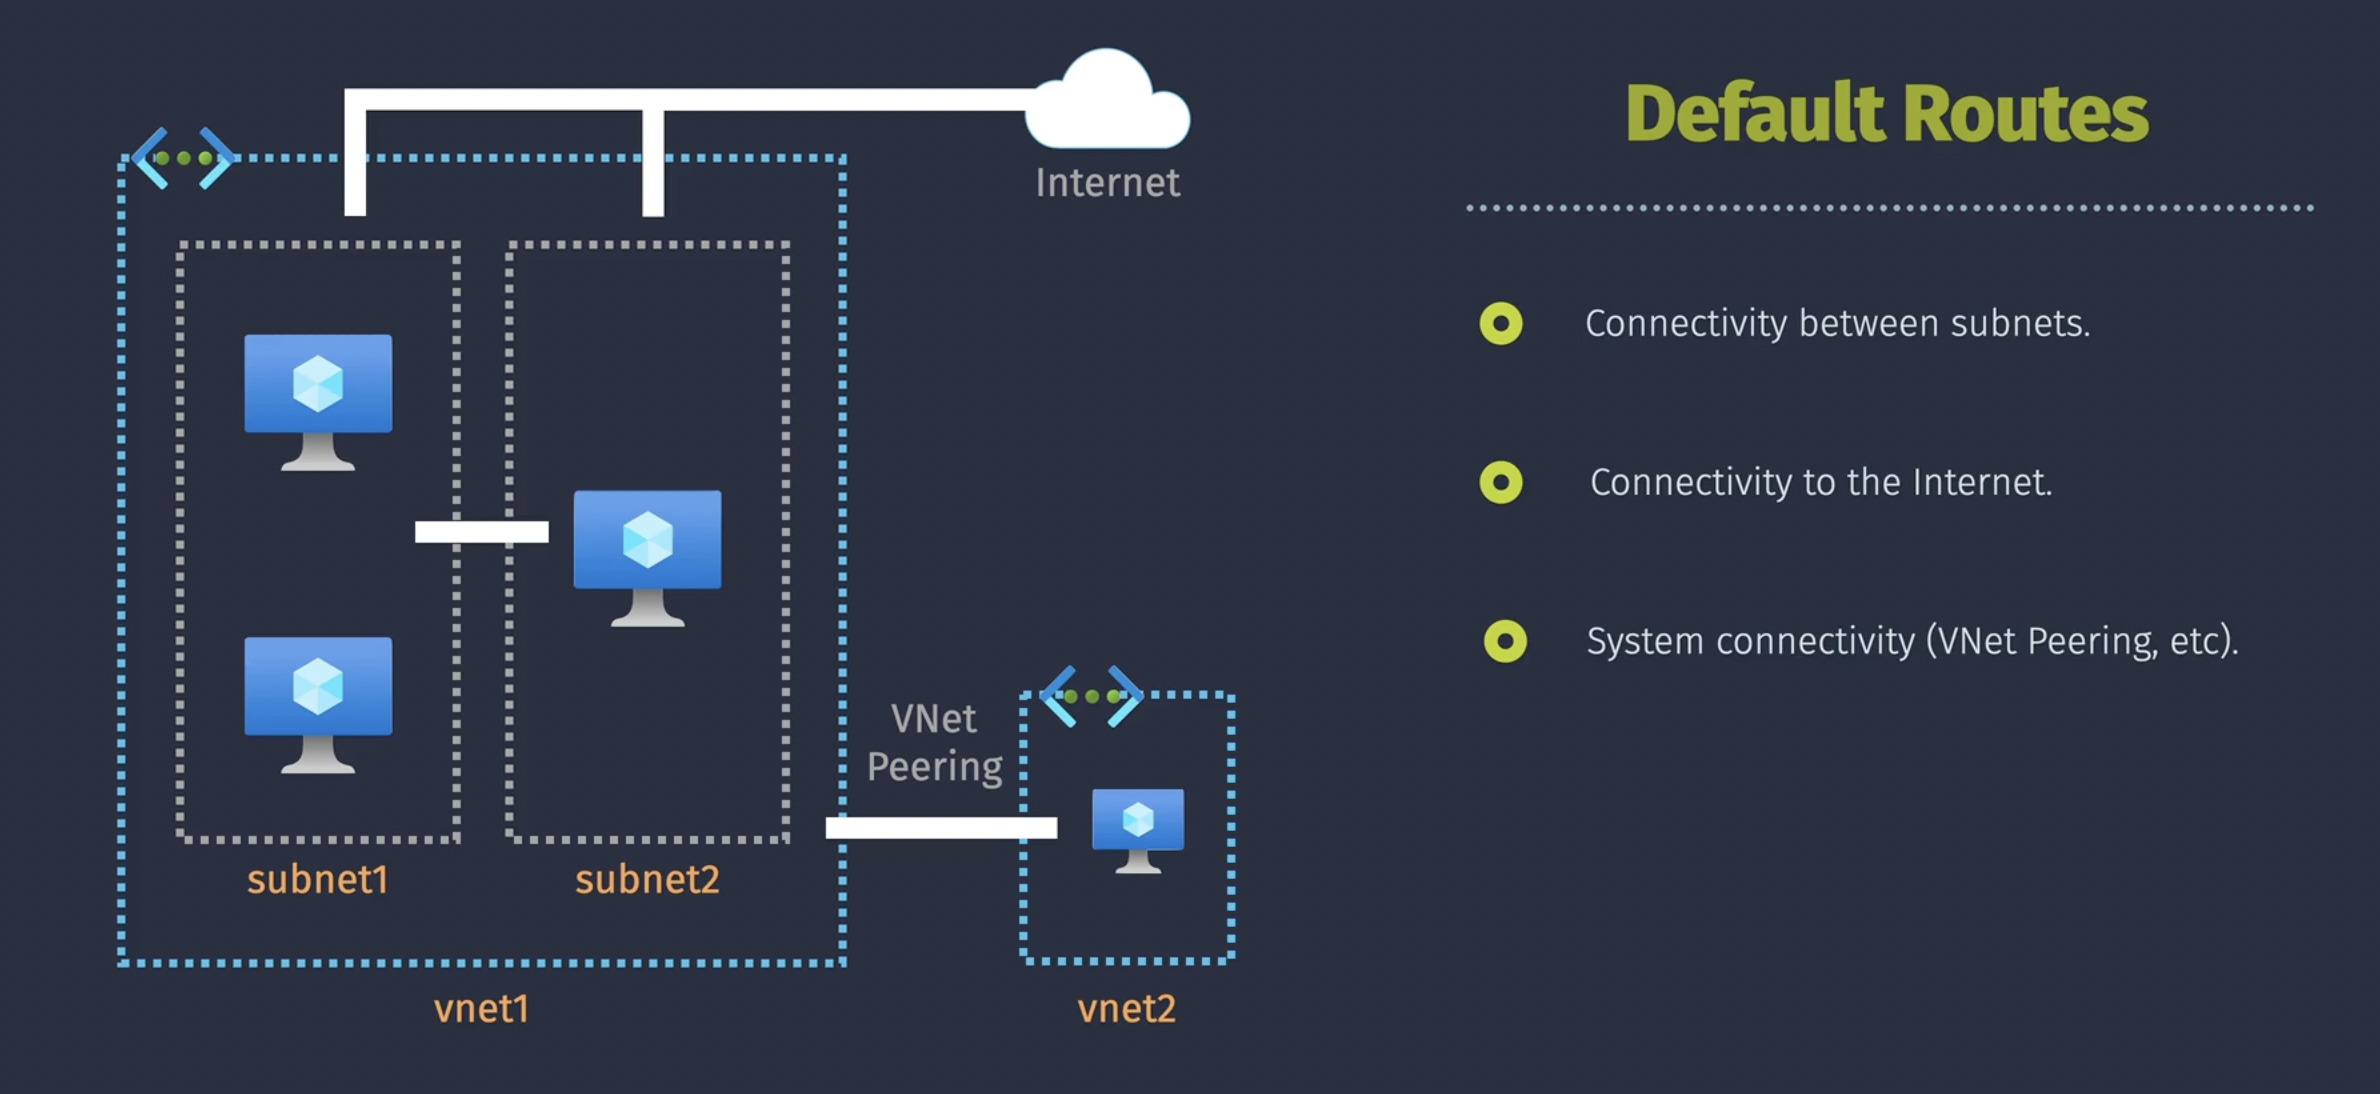 Default Routes
Internet
Connectivity between subnets.
Connectivity to the Internet.
System connectivity (VNet Peering, etc).
VNet
Peering
subnet1
subnet2
vnet1
vnet2